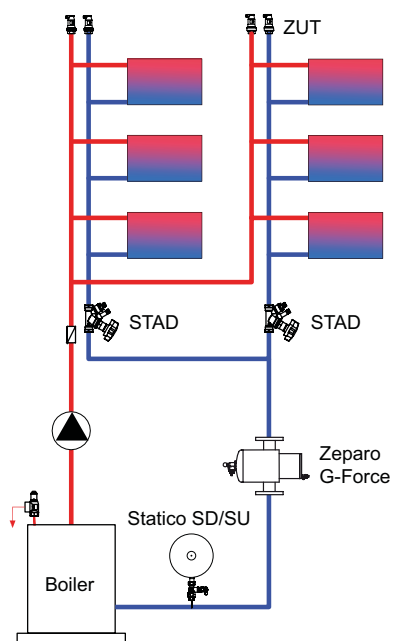 ZUT
STAD
STAD
Zeparo
G-Force
Statico SD/SU
Boiler